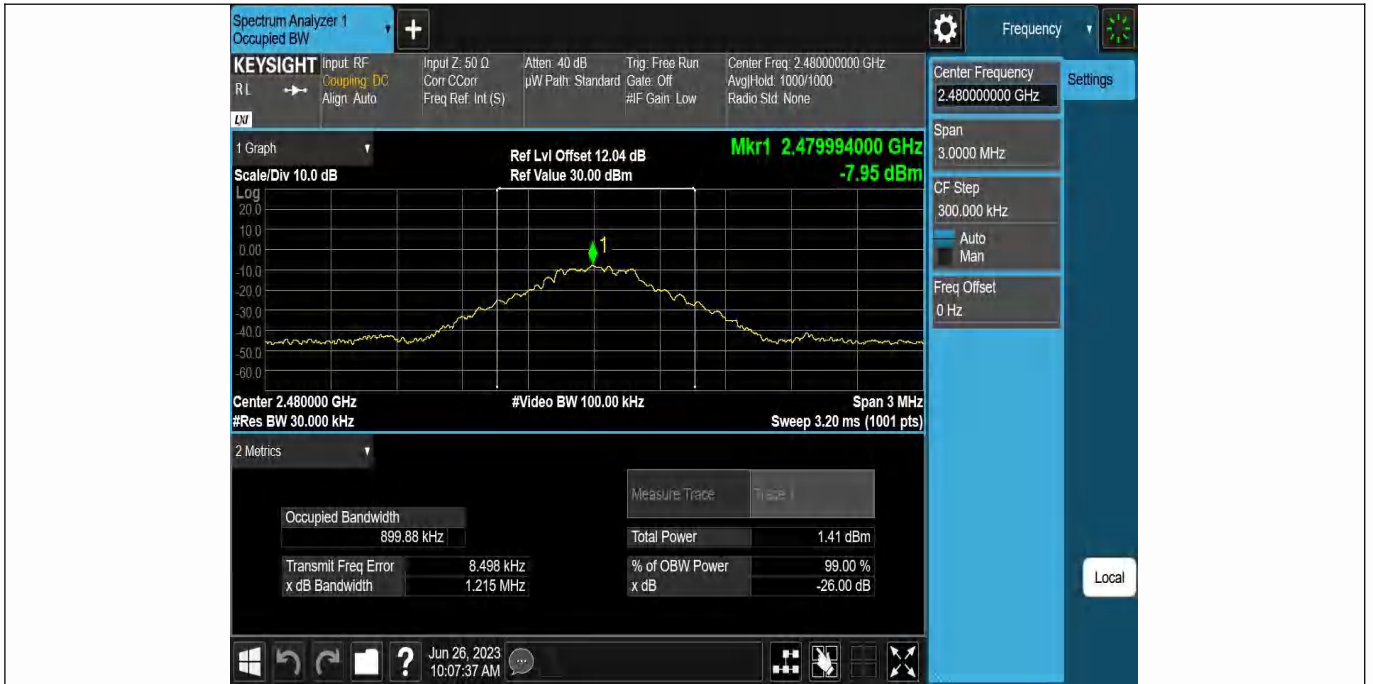 Spectrum Analyzer 1
Occupied BW
+
Frequency
KEYSIGHT
RL
LXI
Input: RF
Coupling: DC
Align: Auto
Input Z: 50 Ω
Corr CCorr
Freq Ref: Int (S)
Atten: 40 dB
µW Path: Standard
Trig: Free Run
Gate: Off
#IF Gain: Low
Center Freq: 2.480000000 GHz
Avg|Hold: 1000/1000
Radio Std: None
Center Frequency
2.480000000 GHz
Settings
Span
3.0000 MHz
CF Step
300.000 kHz
Auto
Man
Freq Offset
0 Hz
Local
1 Graph
Scale/Div 10.0 dB
Ref Lvl Offset 12.04 dB
Ref Value 30.00 dBm
Mkr1 2.479994000 GHz
-7.95 dBm
Log
20.0
10.0
0.00
-10.0
-20.0
-30.0
-40.0
-50.0
-60.0
1
Center 2.480000 GHz
#Res BW 30.000 kHz
#Video BW 100.00 kHz
Span 3 MHz
Sweep 3.20 ms (1001 pts)
2 Metrics
Measure Trace
Trace 1
Occupied Bandwidth
899.88 kHz
Total Power
1.41 dBm
Transmit Freq Error
8.498 kHz
% of OBW Power
99.00 %
x dB Bandwidth
1.215 MHz
x dB
-26.00 dB
?
Jun 26, 2023
10:07:37 AM